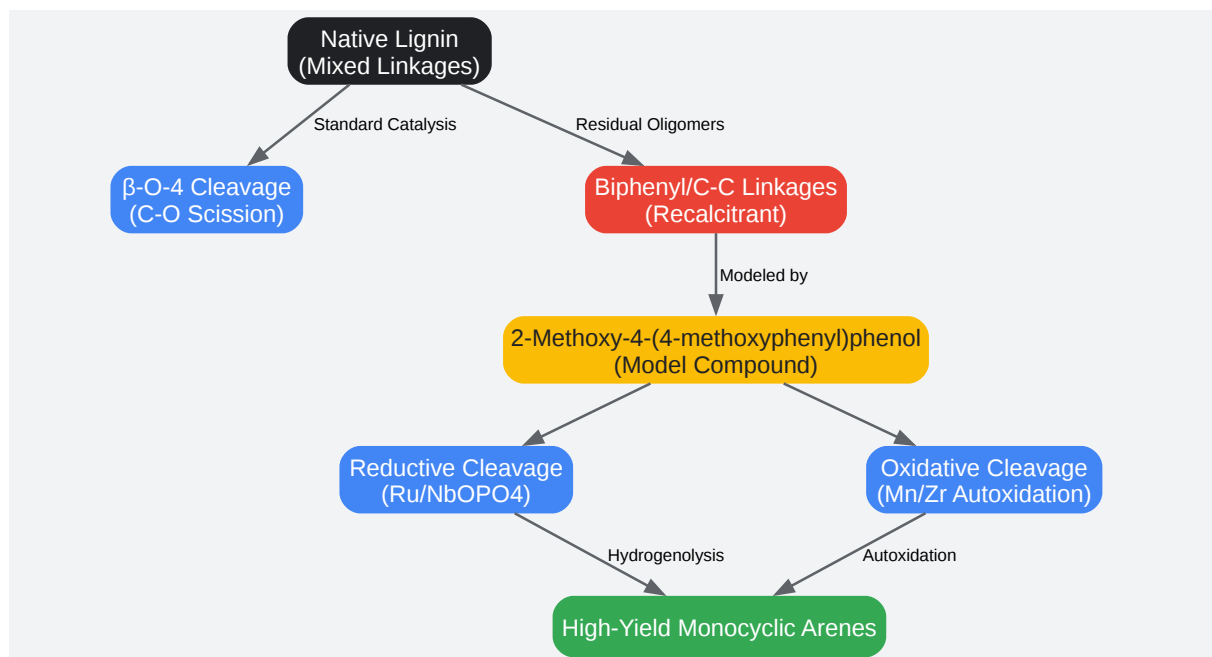 Native Lignin
(Mixed Linkages)
Standard Catalysis
Residual Oligomers
β-O-4 Cleavage
(C-O Scission)
Biphenyl/C-C Linkages
(Recalcitrant)
Modeled by
2-Methoxy-4-(4-methoxyphenyl)phenol
(Model Compound)
Reductive Cleavage
(Ru/NbOPO4)
Oxidative Cleavage
(Mn/Zr Autoxidation)
Hydrogenolysis
Autoxidation
High-Yield Monocyclic Arenes